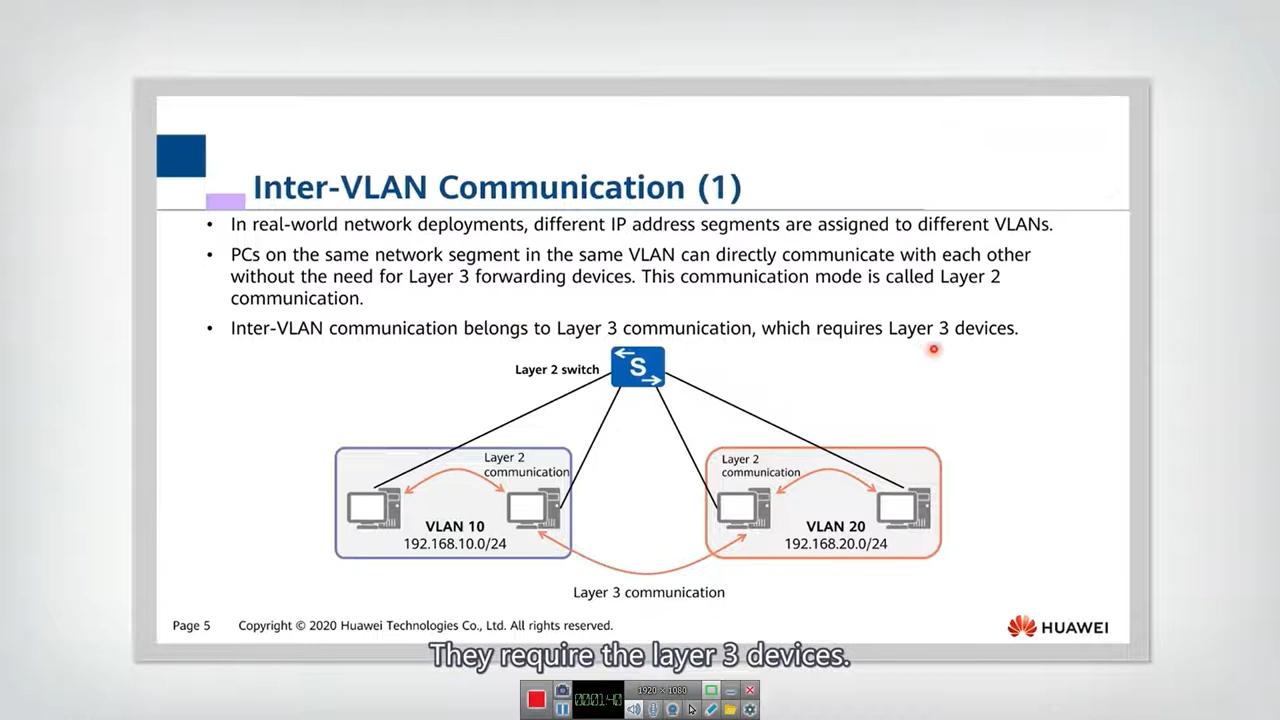 Inter-VLAN Communication (1)
• In real-world network deployments, different IP address segments are assigned to different VLANs.
• PCs on the same network segment in the same VLAN can directly communicate with each other
without the need for Layer 3 forwarding devices. This communication mode is called Layer 2
communication.
• Inter-VLAN communication belongs to Layer 3 communication, which requires Layer 3 devices.
Layer 2 switch
S
Layer 2
communication
Layer 2
communication
VLAN 10
192.168.10.0/24
VLAN 20
192.168.20.0/24
Layer 3 communication
Page 5
Copyright © 2020 Huawei Technologies Co., Ltd. All rights reserved.
HUAWEI
They require the layer 3 devices.
0001:40
1920 × 1080